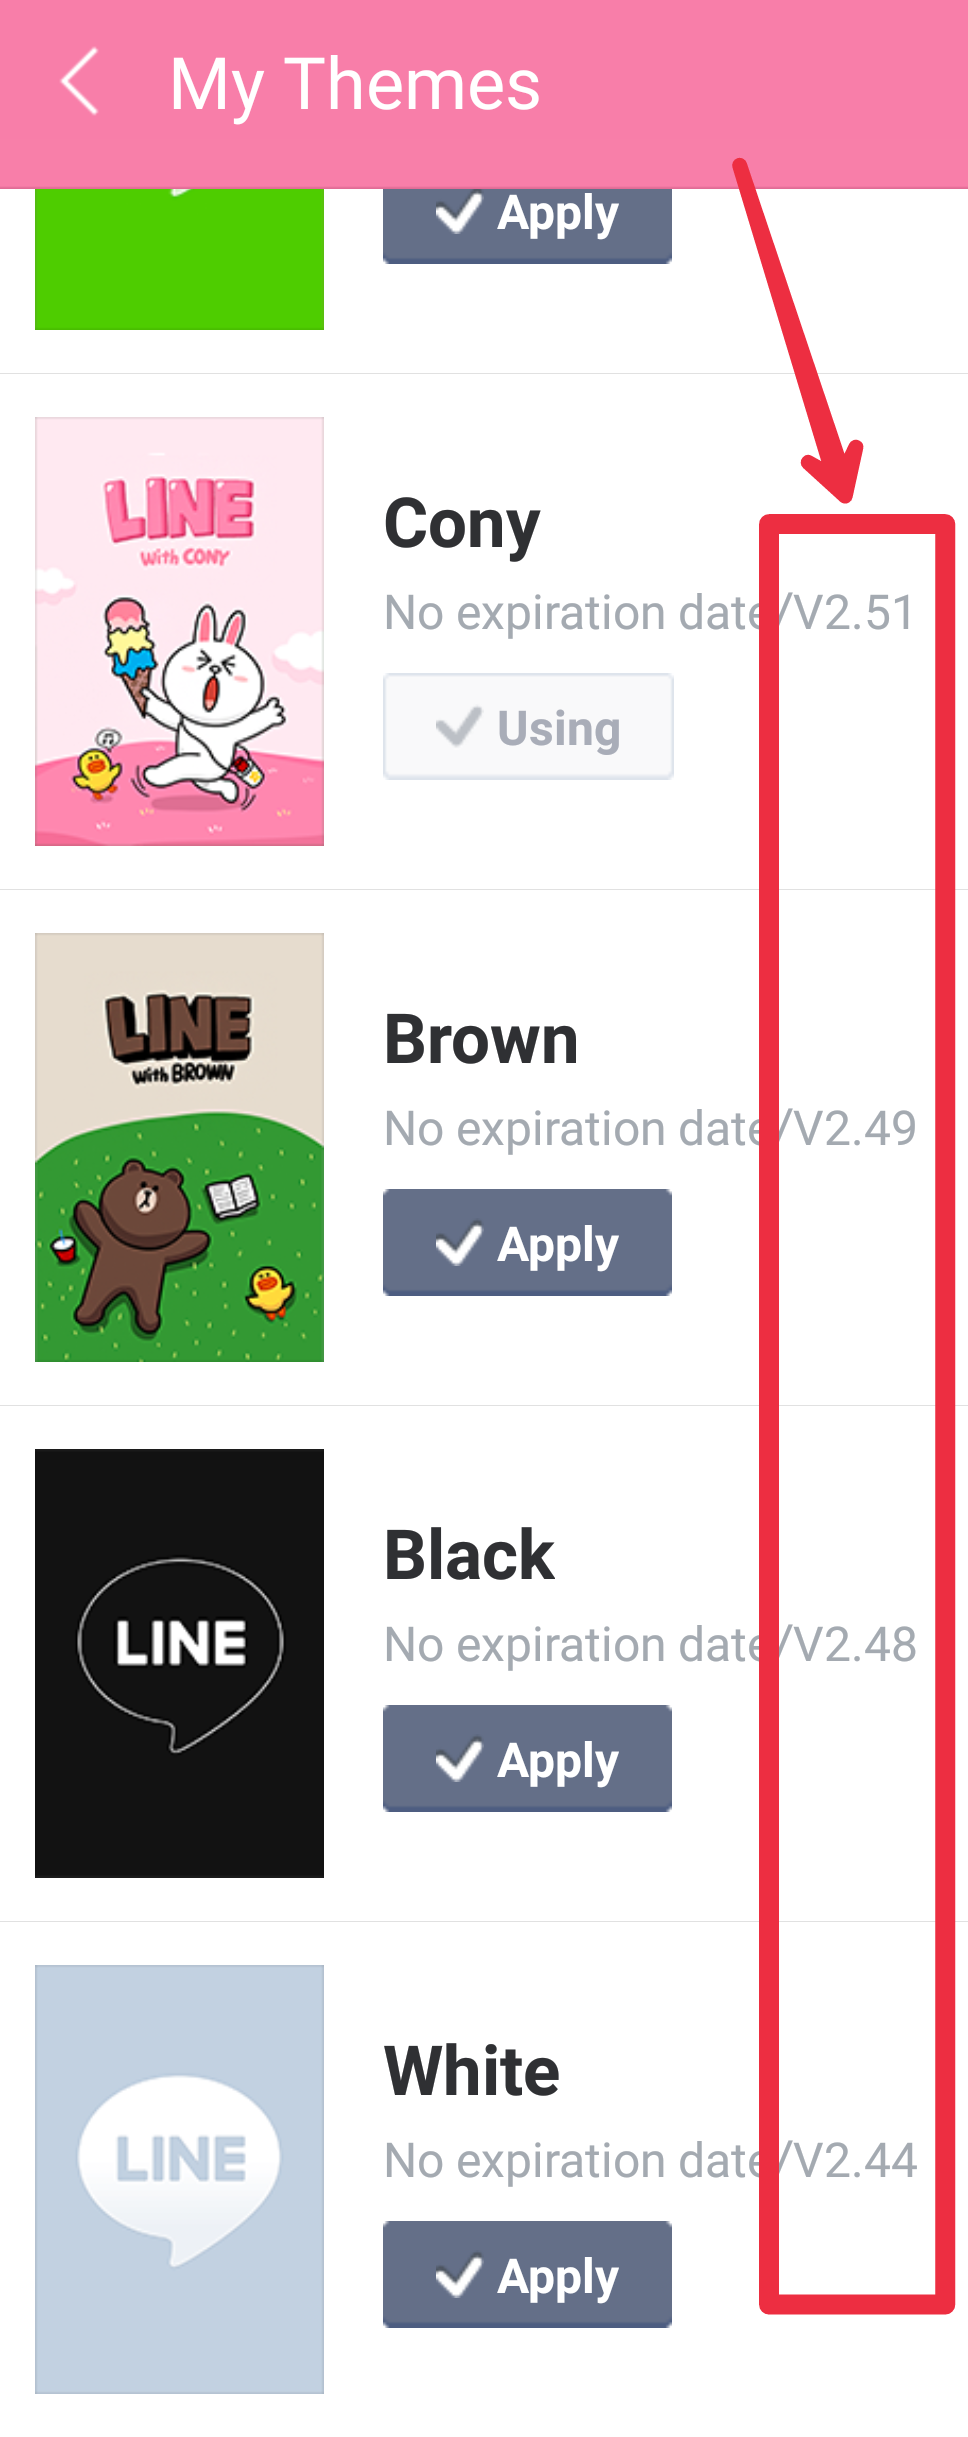 My Themes
Apply
LINE
With CONY
Cony
No expiration date/V2.51
Using
LINE
With BROWN
Brown
No expiration date/V2.49
Apply
LINE
Black
No expiration date/V2.48
Apply
LINE
White
No expiration date/V2.44
Apply